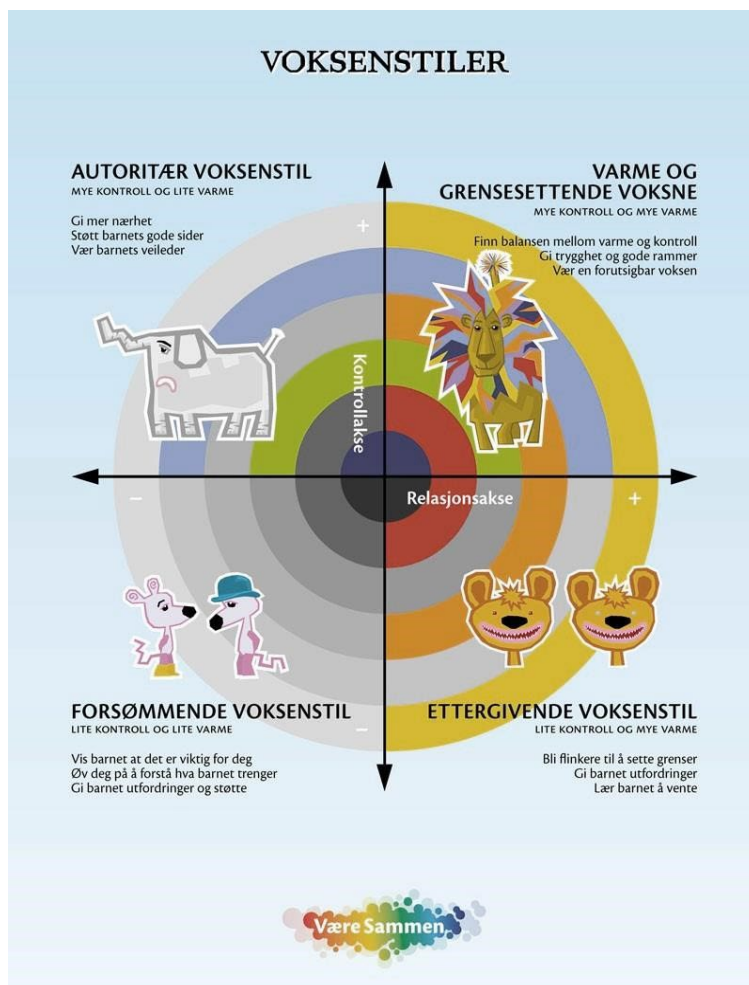 VOKSENSTILER
AUTORITÆR VOKSENSTIL
MYE KONTROLL OG LITE VARME
Gi mer nærhet
Støtt barnets gode sider
Vær barnets veileder
VARME OG
GRENSESETTENDE VOKSNE
MYE KONTROLL OG MYE VARME
Finn balansen mellom varme og kontroll
Gi trygghet og gode rammer
Vær en forutsigbar voksen
+
Kontrollakse
–
Relasjonsakse
+
–
FORSØMMENDE VOKSENSTIL
LITE KONTROLL OG LITE VARME
Vis barnet at det er viktig for deg
Øv deg på å forstå hva barnet trenger
Gi barnet utfordringer og støtte
ETTERGIVENDE VOKSENSTIL
LITE KONTROLL OG MYE VARME
Bli flinkere til å sette grenser
Gi barnet utfordringer
Lær barnet å vente
Være Sammen